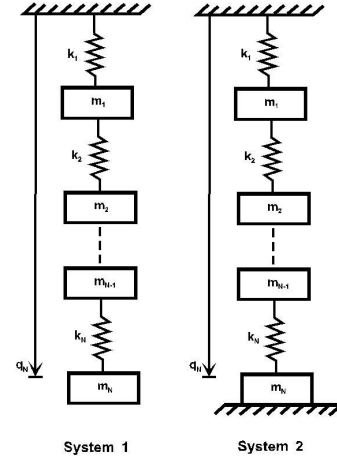 k₁ k₁
m₁ m₁
k₂ k₂
m₂ m₂
mN-1 mN-1
kN kN
qN qN
mN mN
System 1 System 2